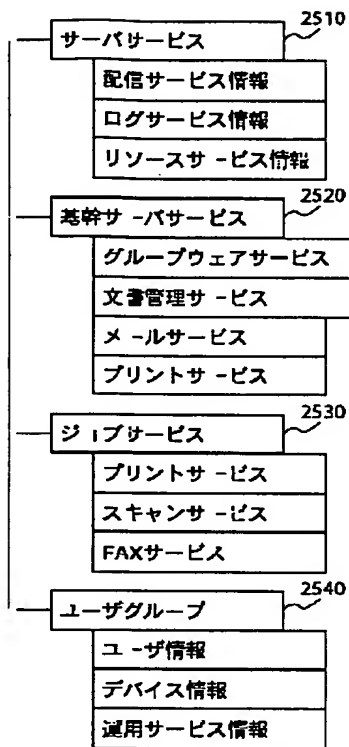 サーバサービス 2510
配信サービス情報
ログサービス情報
リソースサービス情報
基幹サーバサービス 2520
グループウェアサービス
文書管理サービス
メールサービス
プリントサービス
ジョブサービス 2530
プリントサービス
スキャンサービス
FAXサービス
ユーザグループ 2540
ユーザ情報
デバイス情報
運用サービス情報